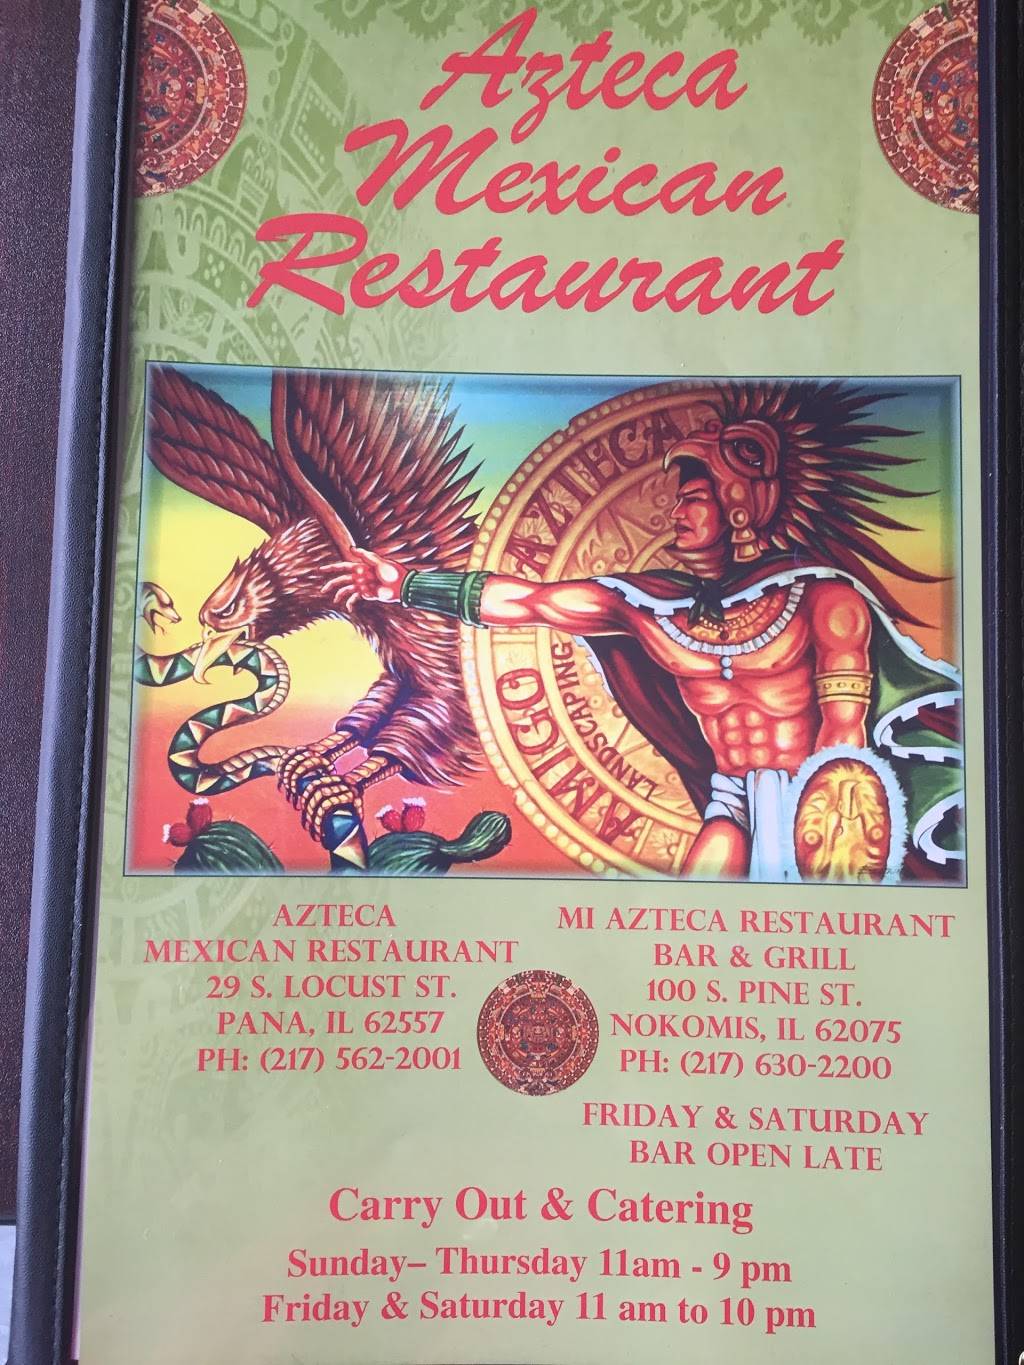 Azteca
Mexican
Restaurant
AZTECA
AMIGO
LANDSCAPING
AZTECA
MEXICAN RESTAURANT
29 S. LOCUST ST.
PANA, IL 62557
PH: (217) 562-2001
MI AZTECA RESTAURANT
BAR & GRILL
100 S. PINE ST.
NOKOMIS, IL 62075
PH: (217) 630-2200
FRIDAY & SATURDAY
BAR OPEN LATE
Carry Out & Catering
Sunday– Thursday 11am - 9 pm
Friday & Saturday 11 am to 10 pm